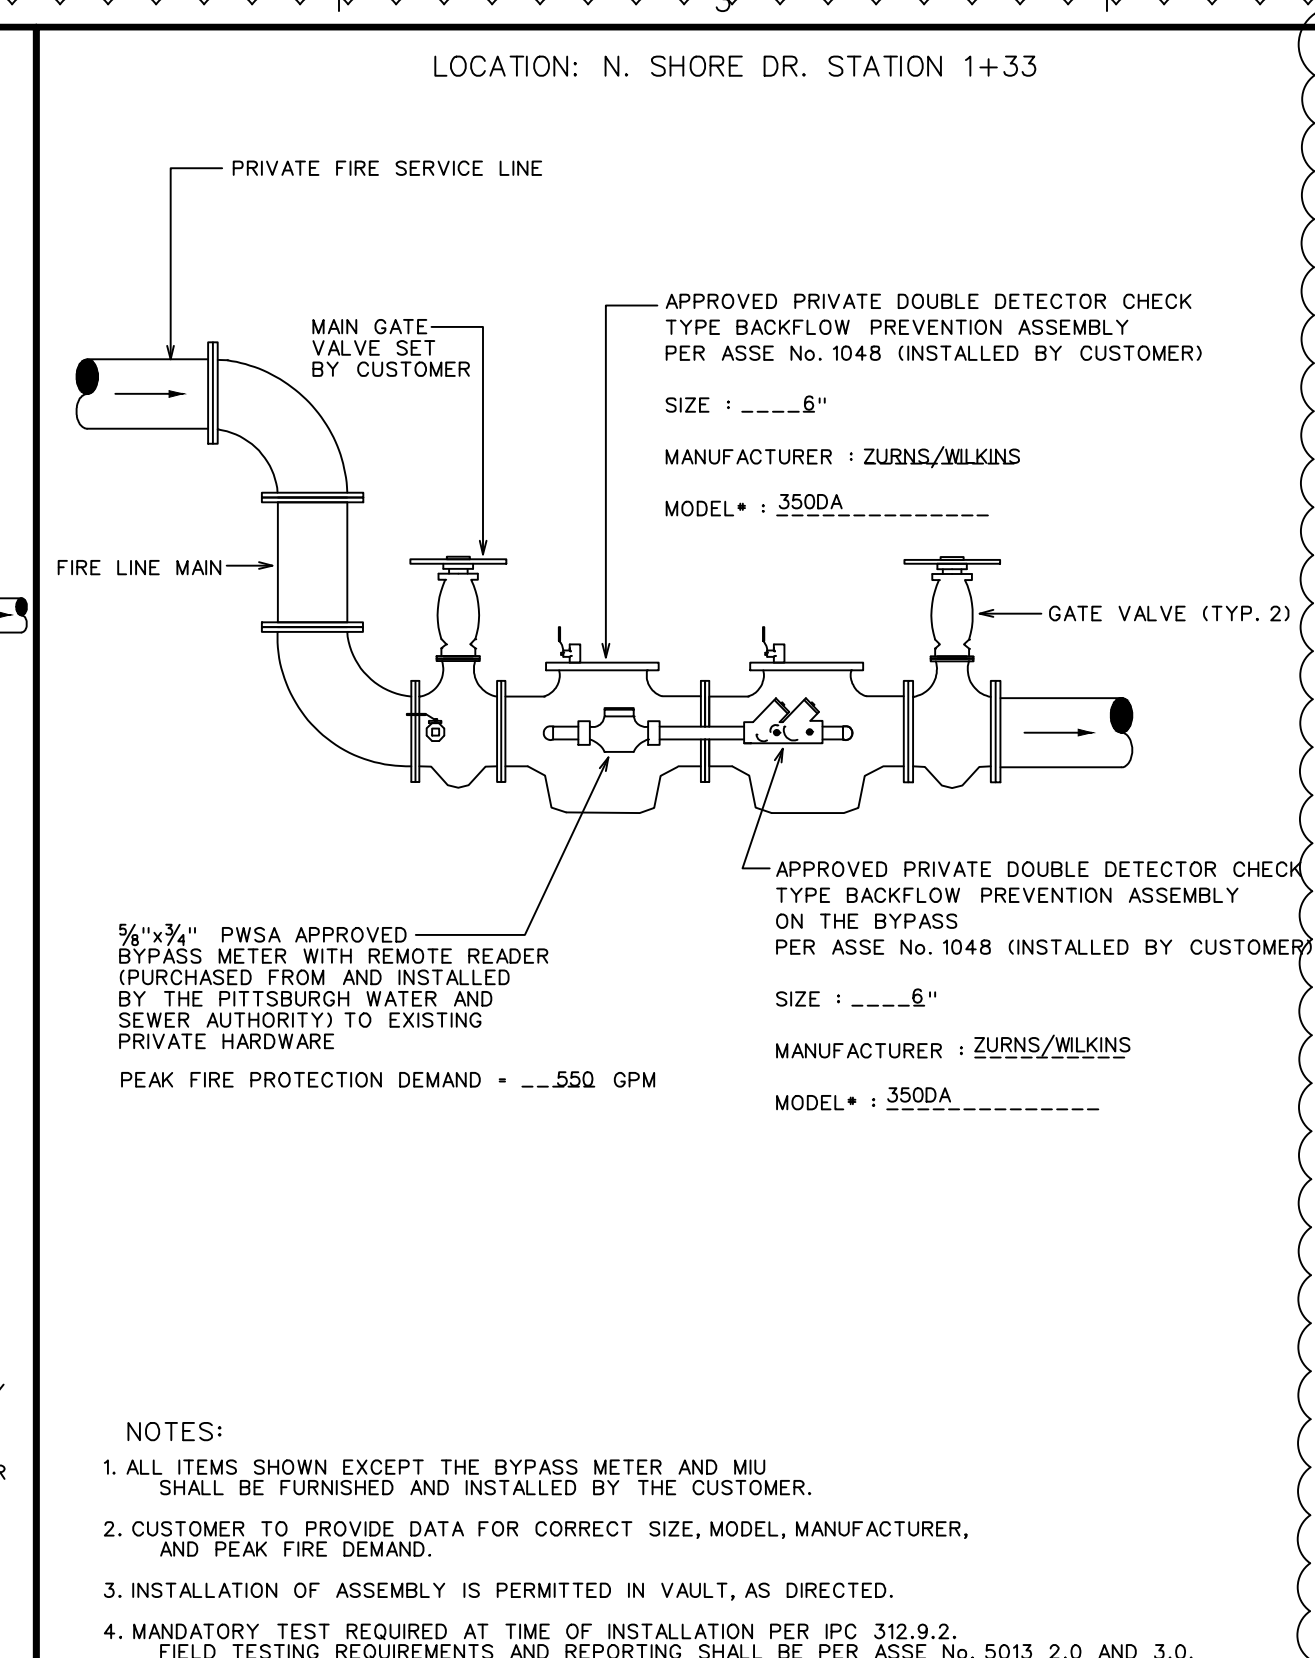 LOCATION: N. SHORE DR. STATION 1+33
PRIVATE FIRE SERVICE LINE
MAIN GATE
VALVE SET
BY CUSTOMER
APPROVED PRIVATE DOUBLE DETECTOR CHECK
TYPE BACKFLOW PREVENTION ASSEMBLY
PER ASSE No. 1048 (INSTALLED BY CUSTOMER)
SIZE : ____6"
MANUFACTURER : ZURNS/WILKINS
MODEL* : 350DA
FIRE LINE MAIN
GATE VALVE (TYP. 2)
APPROVED PRIVATE DOUBLE DETECTOR CHECK
TYPE BACKFLOW PREVENTION ASSEMBLY
ON THE BYPASS
PER ASSE No. 1048 (INSTALLED BY CUSTOMER)
SIZE : ____6"
MANUFACTURER : ZURNS/WILKINS
MODEL* : 350DA
⅝"x¾" PWSA APPROVED
BYPASS METER WITH REMOTE READER
(PURCHASED FROM AND INSTALLED
BY THE PITTSBURGH WATER AND
SEWER AUTHORITY) TO EXISTING
PRIVATE HARDWARE
PEAK FIRE PROTECTION DEMAND = __550 GPM
NOTES:
1. ALL ITEMS SHOWN EXCEPT THE BYPASS METER AND MIU
SHALL BE FURNISHED AND INSTALLED BY THE CUSTOMER.
2. CUSTOMER TO PROVIDE DATA FOR CORRECT SIZE, MODEL, MANUFACTURER,
AND PEAK FIRE DEMAND.
3. INSTALLATION OF ASSEMBLY IS PERMITTED IN VAULT, AS DIRECTED.
4. MANDATORY TEST REQUIRED AT TIME OF INSTALLATION PER IPC 312.9.2.
FIELD TESTING REQUIREMENTS AND REPORTING SHALL BE PER ASSE No. 5013 2.0 AND 3.0.